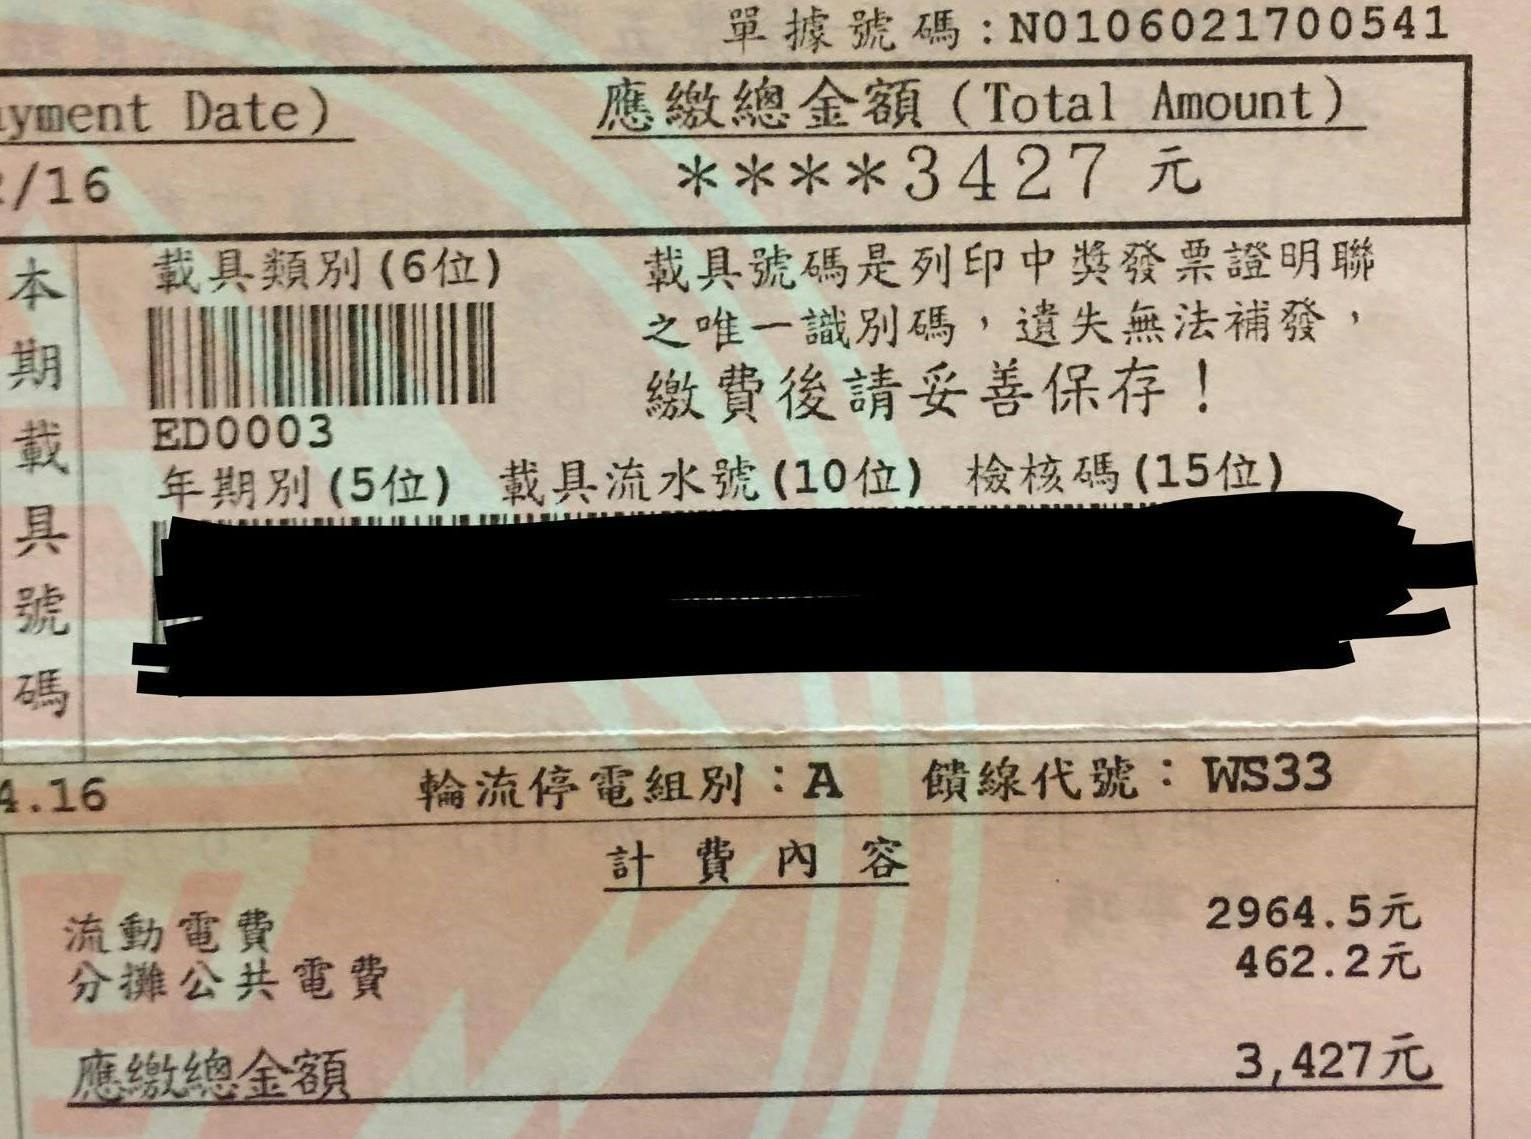 單據號碼:N0106021700541
ayment Date)
應繳總金額(Total Amount)
/16
****3427元
本期載具號碼
載具類別(6位)
ED0003
載具號碼是列印中獎發票證明聯
之唯一識別碼，遺失無法補發，
繳費後請妥善保存！
年期別(5位) 載具流水號(10位) 檢核碼(15位)
4.16
輪流停電組別：A 饋線代號：WS33
計費內容
流動電費 2964.5元
分攤公共電費 462.2元
應繳總金額 3,427元